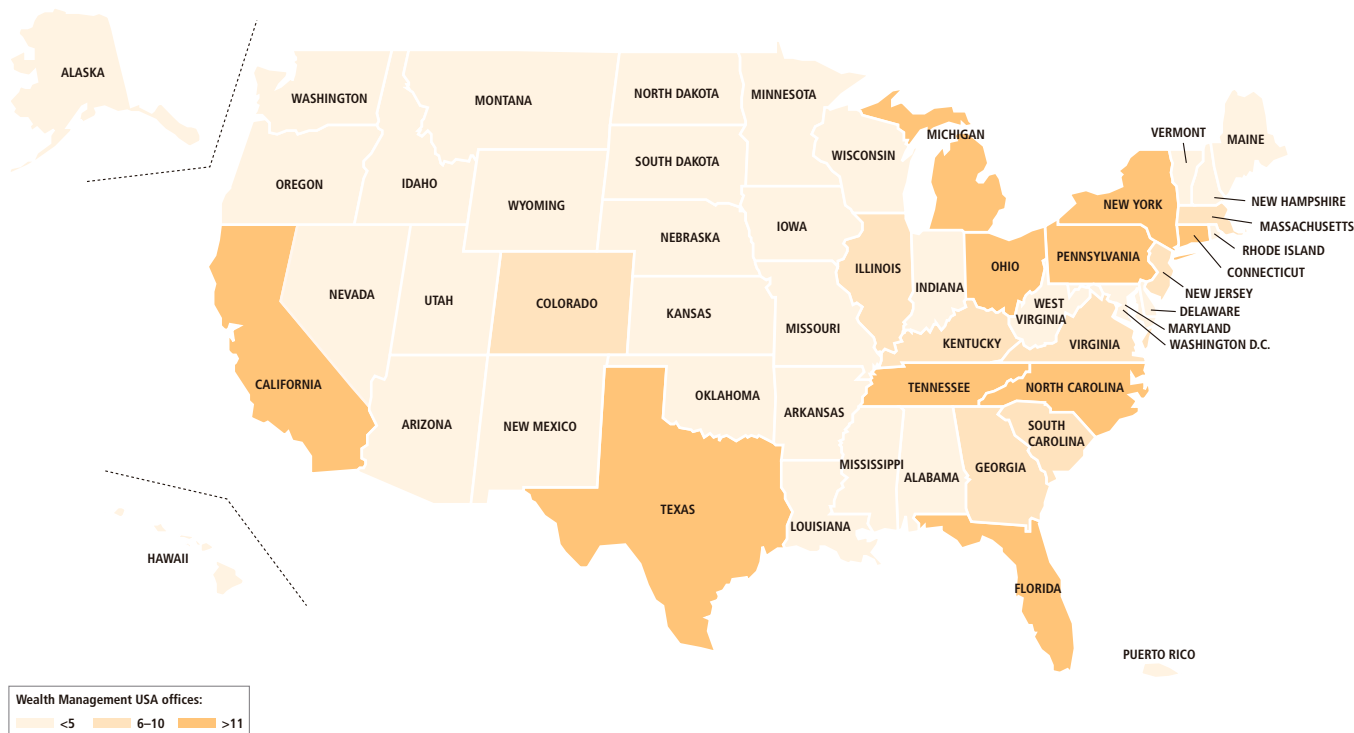 ALASKA
WASHINGTON
MONTANA
NORTH DAKOTA
MINNESOTA
MICHIGAN
VERMONT
MAINE
WISCONSIN
SOUTH DAKOTA
OREGON
IDAHO
WYOMING
NEW YORK
NEW HAMPSHIRE
MASSACHUSETTS
IOWA
NEBRASKA
RHODE ISLAND
PENNSYLVANIA
CONNECTICUT
ILLINOIS
OHIO
INDIANA
NEVADA
UTAH
COLORADO
NEW JERSEY
WEST
VIRGINIA
DELAWARE
KANSAS
MISSOURI
MARYLAND
KENTUCKY
VIRGINIA
WASHINGTON D.C.
CALIFORNIA
TENNESSEE
NORTH CAROLINA
OKLAHOMA
ARKANSAS
ARIZONA
NEW MEXICO
SOUTH
CAROLINA
MISSISSIPPI
ALABAMA
GEORGIA
TEXAS
LOUISIANA
HAWAII
FLORIDA
PUERTO RICO
Wealth Management USA offices:
<5 6–10 >11